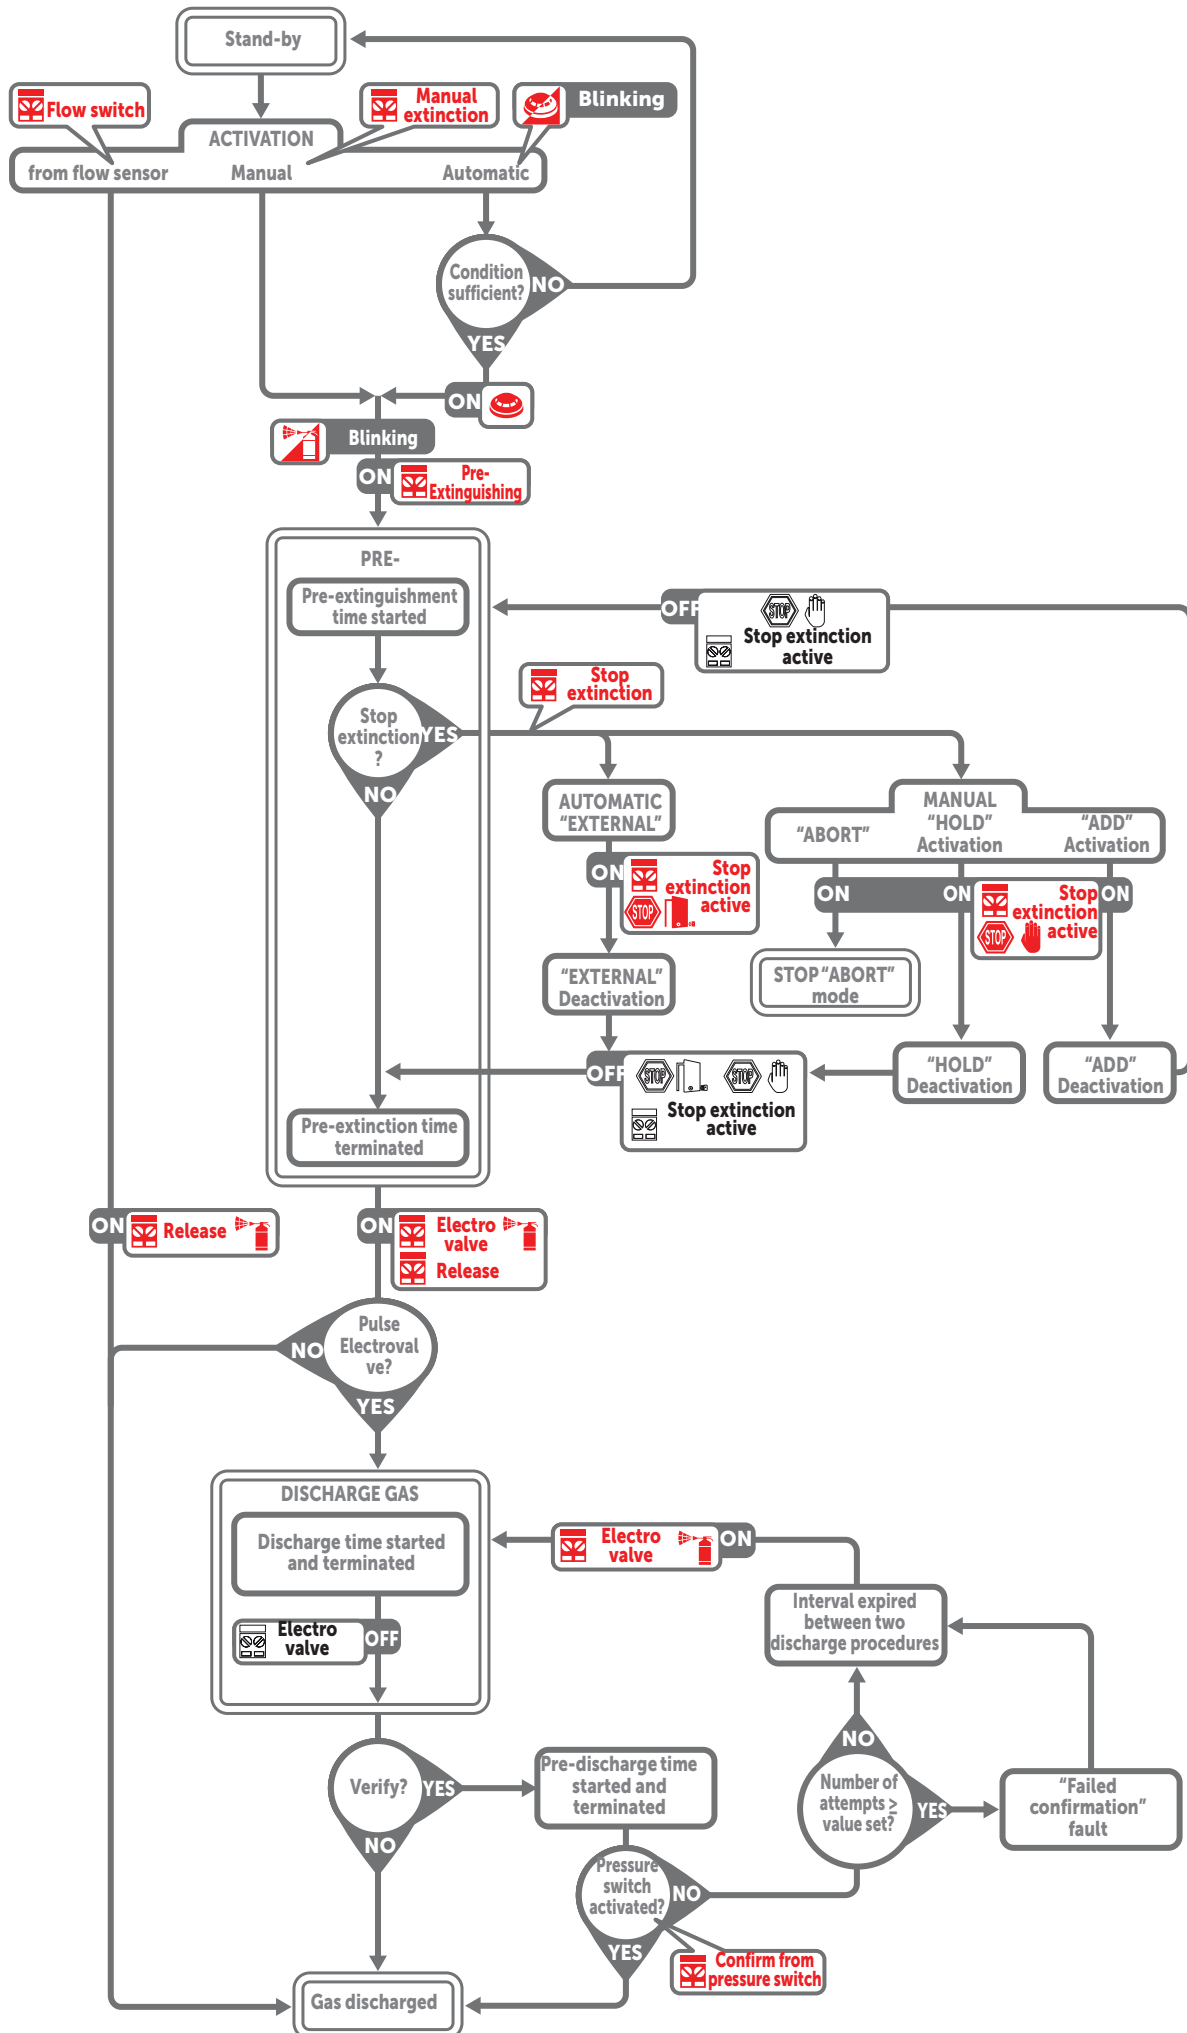 Stand-by
Flow switch
Manual
extinction
Blinking
ACTIVATION
from flow sensor
Manual
Automatic
Condition
sufficient?
NO
YES
ON
Blinking
ON
Pre-
Extinguishing
PRE-
Pre-extinguishment
time started
OFF
STOP
Stop extinction
active
Stop
extinction
Stop
extinction
?
YES
NO
AUTOMATIC
"EXTERNAL"
MANUAL
"ABORT"
"HOLD"
Activation
"ADD"
Activation
ON
Stop
extinction
active
STOP
ON
ON
Stop
extinction
active
STOP
ON
"EXTERNAL"
Deactivation
STOP "ABORT"
mode
OFF
STOP
STOP
Stop extinction
active
"HOLD"
Deactivation
"ADD"
Deactivation
Pre-extinction time
terminated
ON
Release
ON
Electro
valve
Release
Pulse
Electroval
ve?
NO
YES
DISCHARGE GAS
Discharge time started
and terminated
Electro
valve
OFF
Electro
valve
ON
Interval expired
between two
discharge procedures
Verify?
YES
NO
Pre-discharge time
started and
terminated
NO
Number of
attempts ≥
value set?
YES
"Failed
confirmation"
fault
Pressure
switch
activated?
NO
YES
Confirm from
pressure switch
Gas discharged